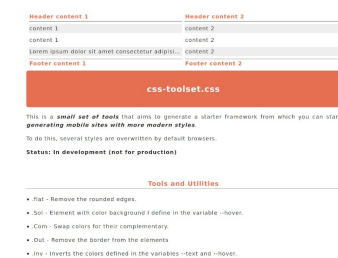 Header content 1 Header content 2
content 1 content 2
content 1 content 2
Lorem ipsum dolor sit amet consectetur adipisi... content 2
Footer content 1 Footer content 2
css-toolset.css
This is a small set of tools that aims to generate a starter framework from which you can star
generating mobile sites with more modern styles.
To do this, several styles are overwritten by default browsers.
Status: In development (not for production)
Tools and Utilities
• .flat - Remove the rounded edges.
• .Sol - Element with color background I define in the variable --hover.
• .Com - Swap colors for their complementary.
• .Out - Remove the border from the elements
• .Inv - Inverts the colors defined in the variables --text and --hover.